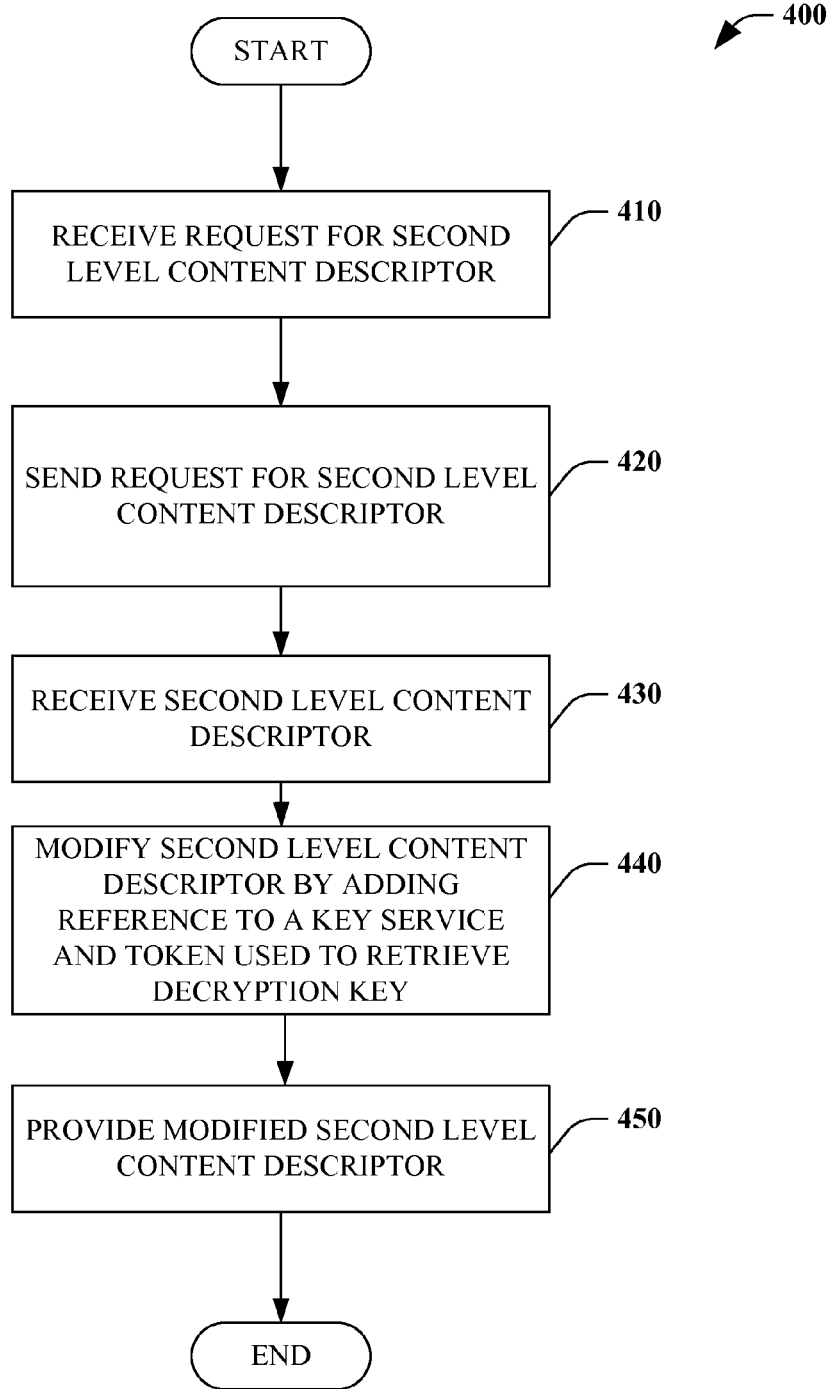 400
START
RECEIVE REQUEST FOR SECOND
LEVEL CONTENT DESCRIPTOR
410
SEND REQUEST FOR SECOND LEVEL
CONTENT DESCRIPTOR
420
RECEIVE SECOND LEVEL CONTENT
DESCRIPTOR
430
MODIFY SECOND LEVEL CONTENT
DESCRIPTOR BY ADDING
REFERENCE TO A KEY SERVICE
AND TOKEN USED TO RETRIEVE
DECRYPTION KEY
440
PROVIDE MODIFIED SECOND LEVEL
CONTENT DESCRIPTOR
450
END